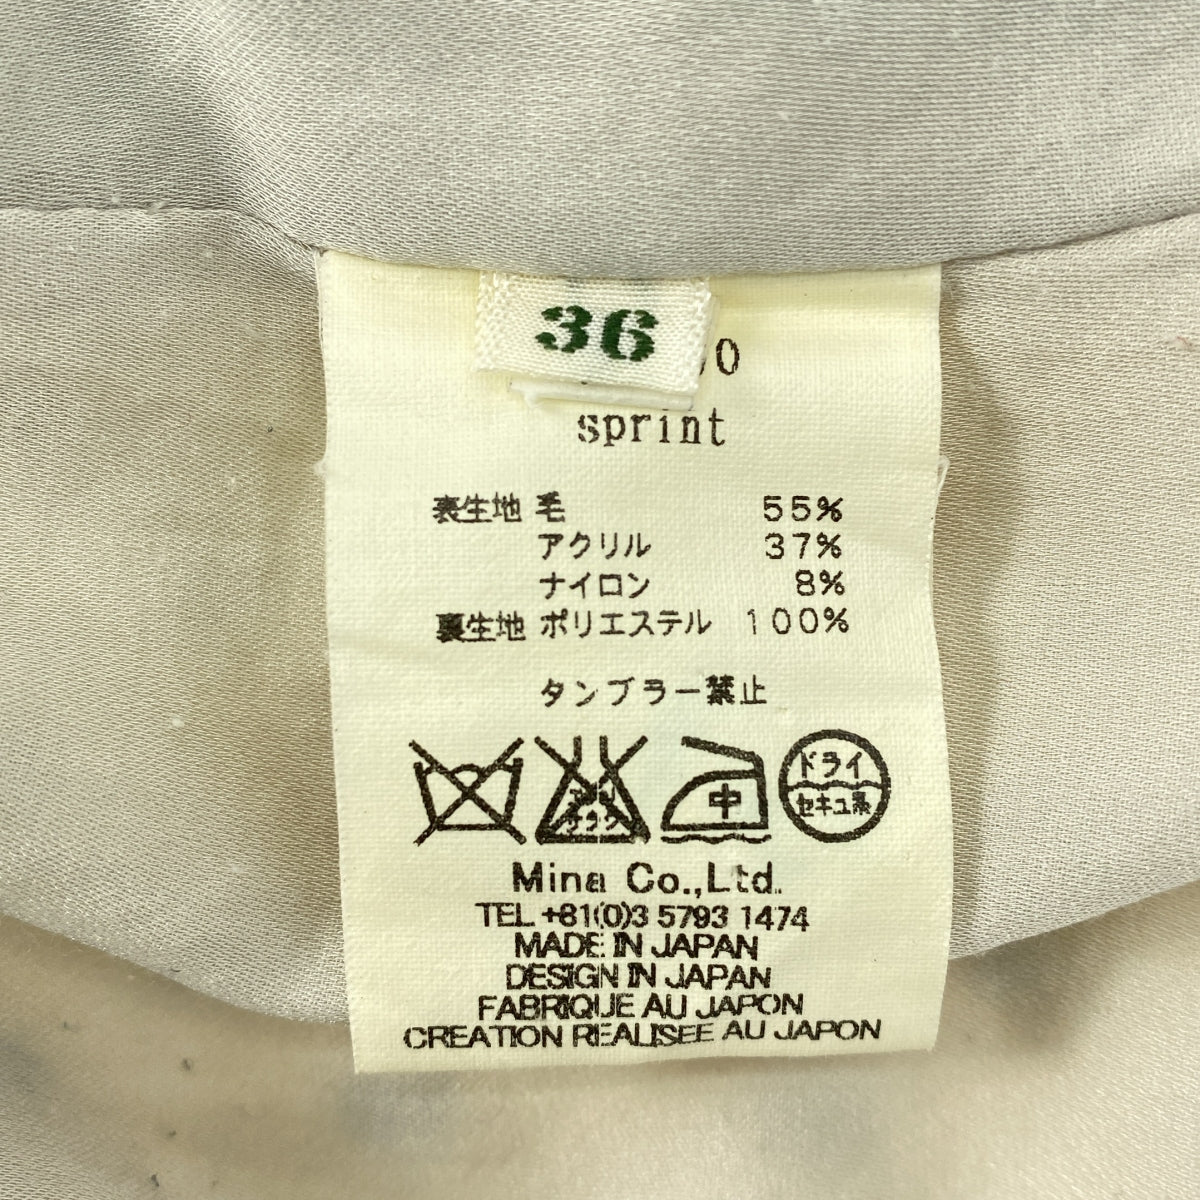 36
sprint
表生地 毛 55%
アクリル 37%
ナイロン 8%
裏生地 ポリエステル 100%
タンブラー禁止
中
ドライ
セキユ系
Mina Co.,Ltd.
TEL +81(0)3 5793 1474
MADE IN JAPAN
DESIGN IN JAPAN
FABRIQUE AU JAPON
CREATION REALISEE AU JAPON